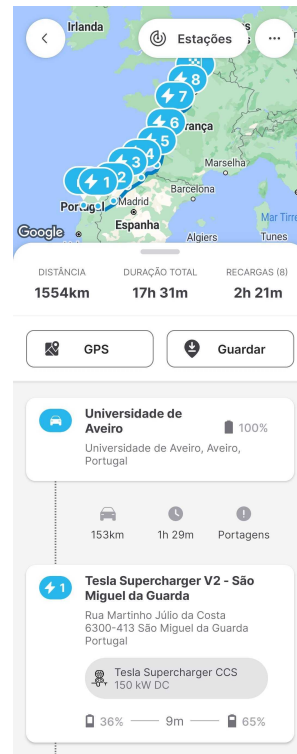 Irlanda
Estações
8
7
6
rança
5
4
3
2
1
Marselha
Madrid
Barcelona
Portugal
Espanha
Mar Tirre
Google
Algiers
Tunes
DISTÂNCIA
DURAÇÃO TOTAL
RECARGAS (8)
1554km
17h 31m
2h 21m
GPS
Guardar
Universidade de
Aveiro
100%
Universidade de Aveiro, Aveiro,
Portugal
153km
1h 29m
Portagens
1
Tesla Supercharger V2 - São
Miguel da Guarda
Rua Martinho Júlio da Costa
6300-413 São Miguel da Guarda
Portugal
Tesla Supercharger CCS
150 kW DC
36%
9m
65%